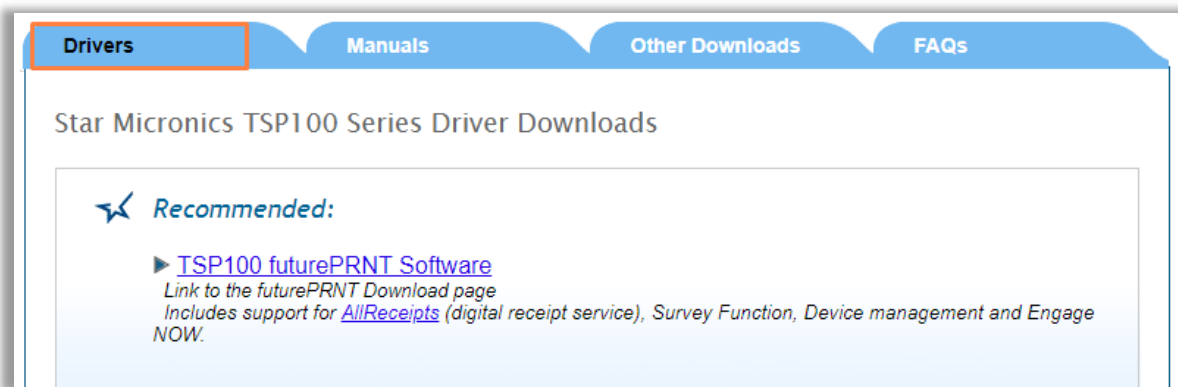 Drivers Manuals Other Downloads FAQs
Star Micronics TSP100 Series Driver Downloads
Recommended:
TSP100 futurePRNT Software
Link to the futurePRNT Download page
Includes support for AllReceipts (digital receipt service), Survey Function, Device management and Engage
NOW.